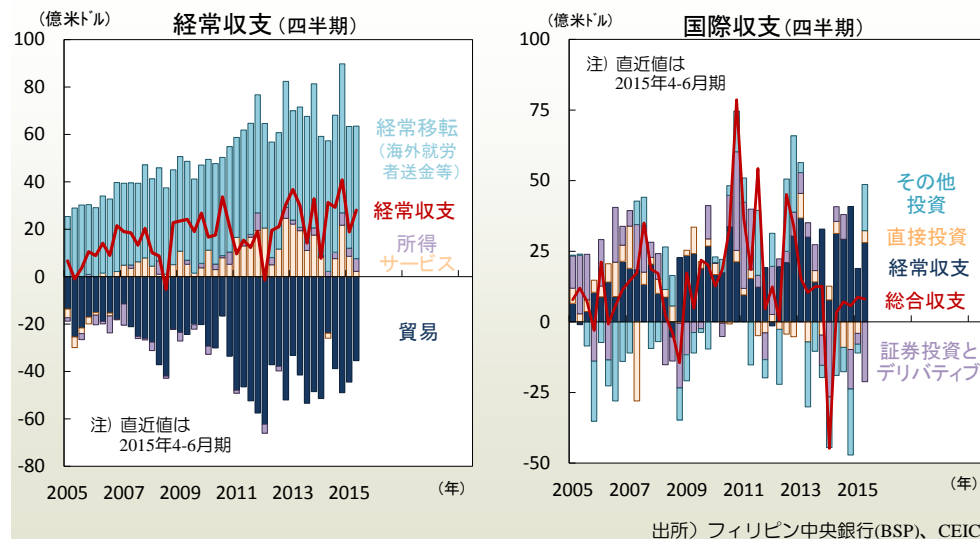 経常収支 (四半期)
(億米ドル)
100
80
60
40
20
0
-20
-40
-60
-80
経常移転
(海外就労
者送金等)
経常収支
所得
サービス
貿易
注) 直近値は
2015年4-6月期
2005 2007 2009 2011 2013 2015
(年)
国際収支 (四半期)
(億米ドル)
100
75
50
25
0
-25
-50
注) 直近値は
2015年4-6月期
その他
投資
直接投資
経常収支
総合収支
証券投資と
デリバティブ
2005 2007 2009 2011 2013 2015
(年)
出所）フィリピン中央銀行(BSP)、CEIC